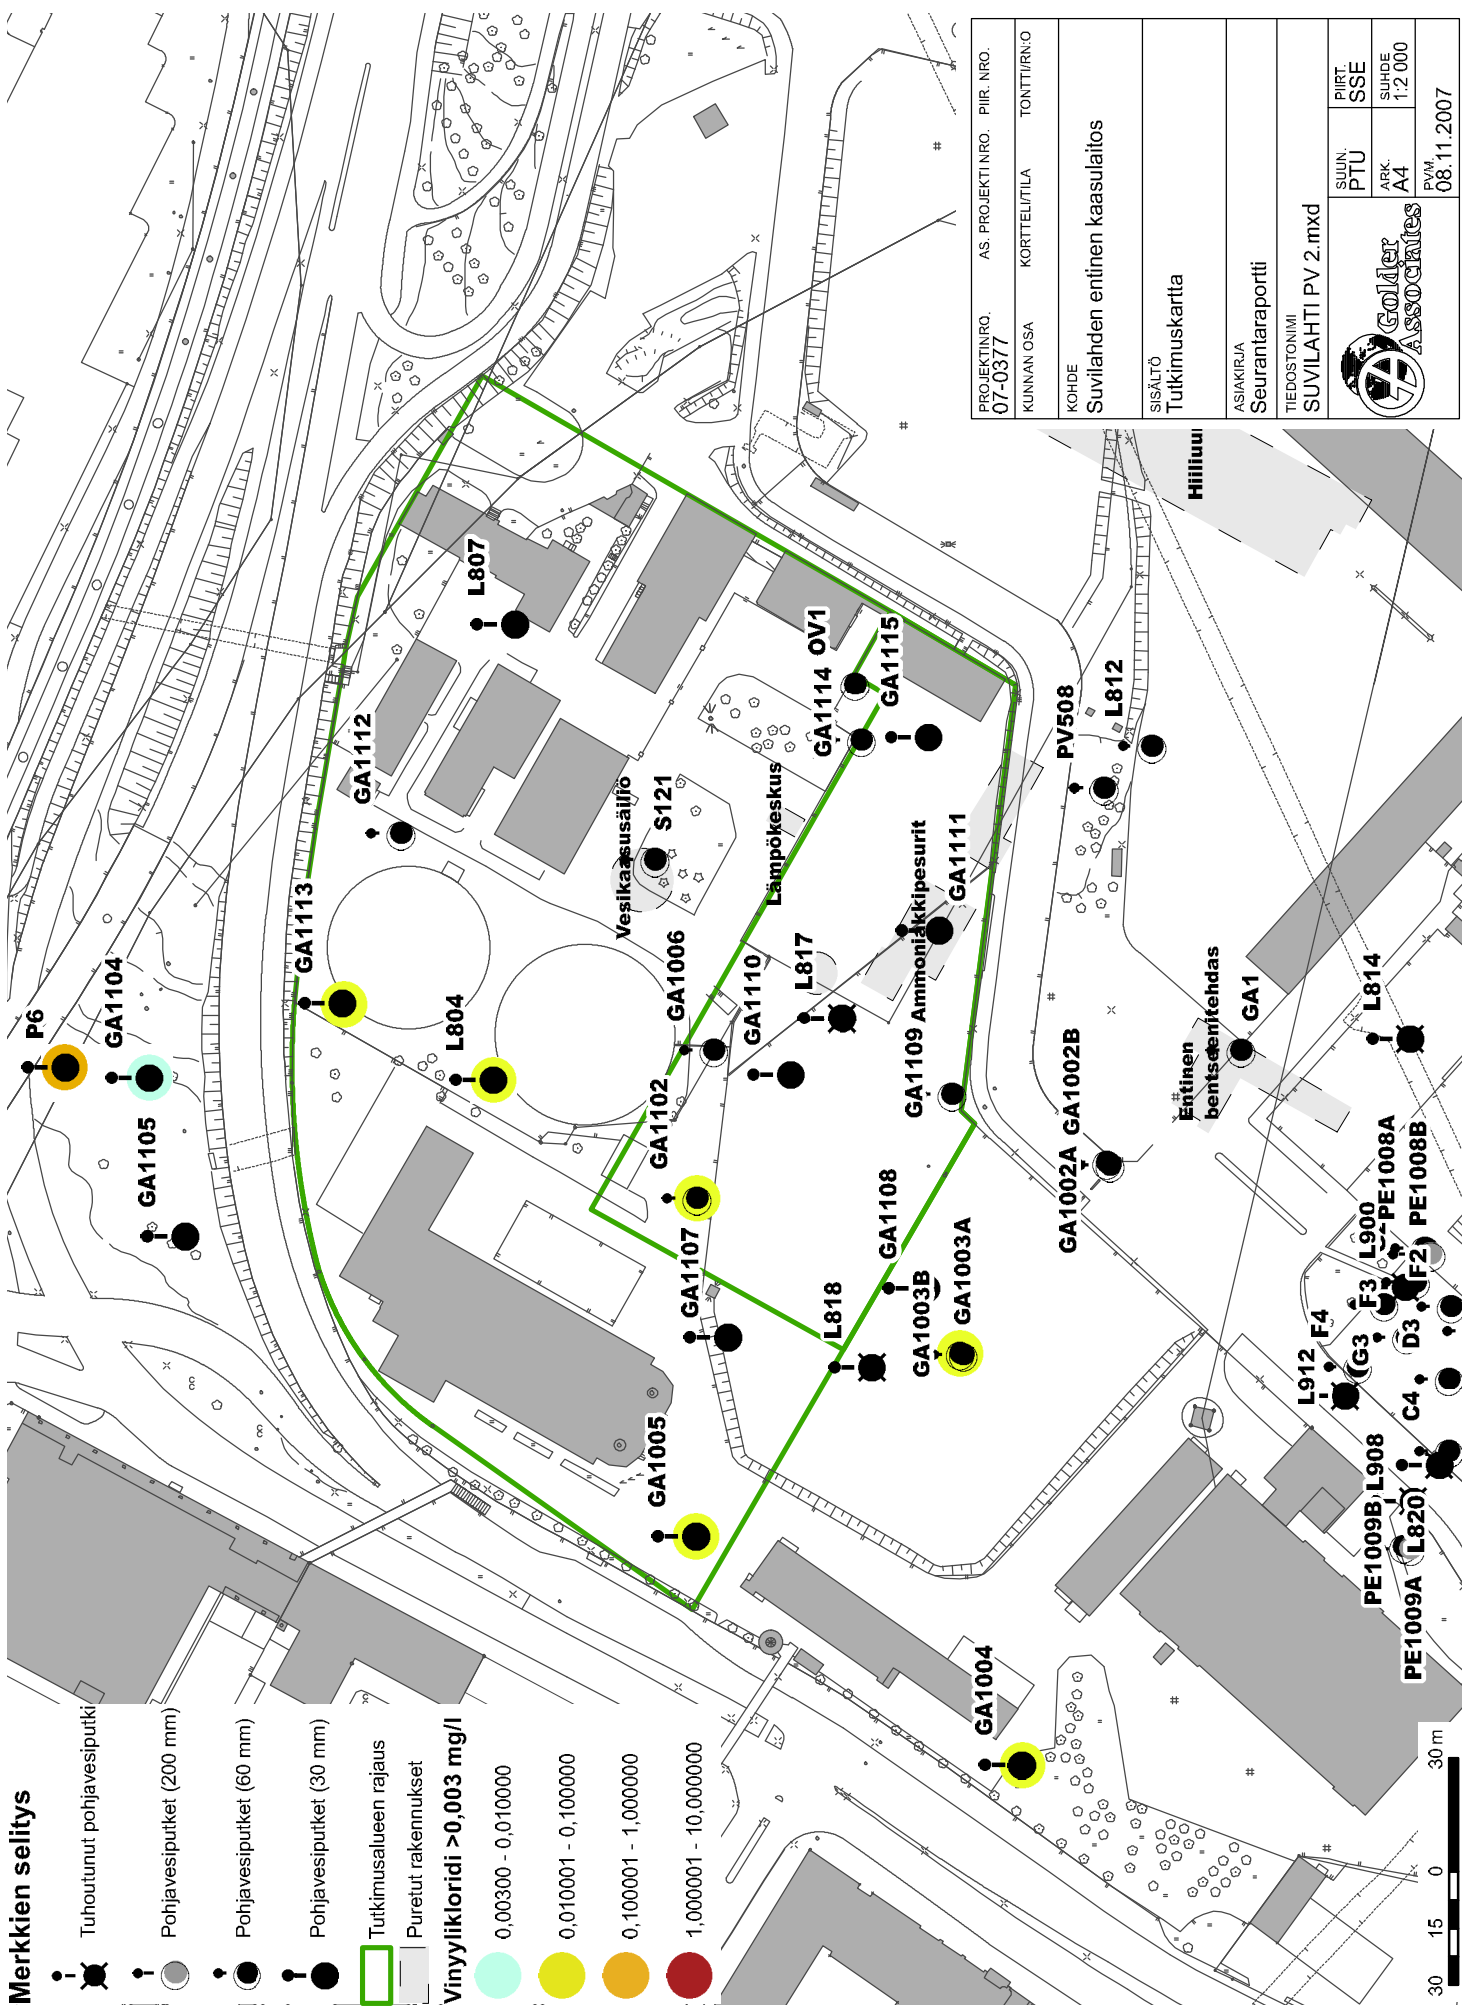 Merkkien selitys
Tuhoutunut pohjavesiputki
Pohjavesiputket (200 mm)
Pohjavesiputket (60 mm)
Pohjavesiputket (30 mm)
Tutkimusalueen rajaus
Puretut rakennukset
Vinyylikloridi >0,003 mg/l
0,00300 - 0,010000
0,010001 - 0,100000
0,100001 - 1,000000
1,000001 - 10,000000
P6
GA1104
GA1105
GA1113
L804
GA1112
L807
Vesikaasusäiliö
S121
Lämpökeskus
GA1114
OV1
GA1115
GA1006
GA1110
L817
GA1102
GA1107
GA1005
L818
GA1108
GA1003B
GA1003A
GA1109
Ammoniakkipesurit
GA1111
PV508
L812
GA1002A
GA1002B
Entinen
bentseenitehdas
GA1
L814
Hiiliuur
GA1004
L912
F4
G3
F3
L900
PE1008A
PE1008B
F2
D3
C4
L908
PE1009B
L820
PE1009A
30
15
0
30 m
PROJEKTINRO.
07-0377
AS. PROJEKTI NRO.
PIIR. NRO.
KUNNAN OSA
KORTTELI/TILA
TONTTI/RN:O
KOHDE
Suvilahden entinen kaasulaitos
SISÄLTÖ
Tutkimuskartta
ASIAKIRJA
Seurantaraportti
TIEDOSTONIMI
SUVILAHTI PV 2.mxd
Golder
Associates
SUUN.
PTU
PIIRT.
SSE
ARK.
A4
SUHDE
1:2 000
PVM.
08.11.2007